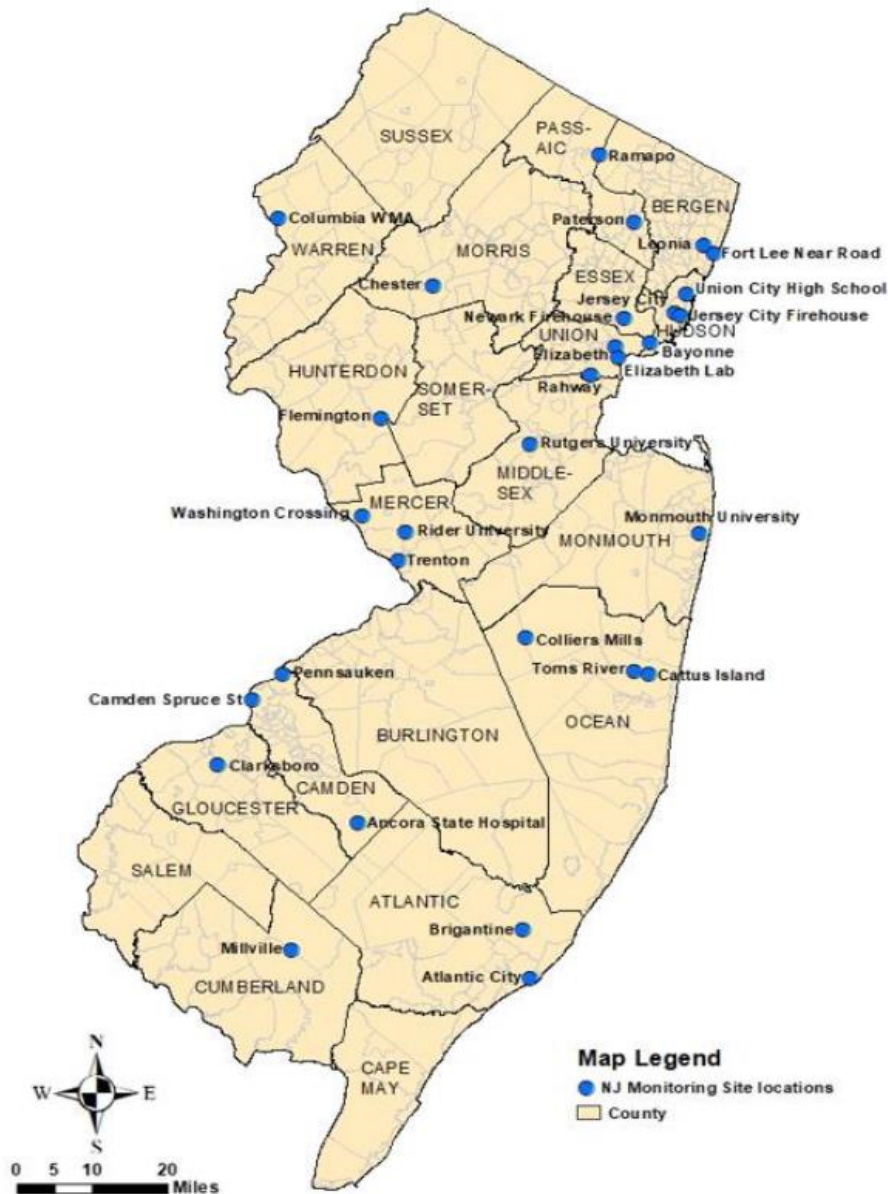 SUSSEX
PASS-
AIC
Ramapo
BERGEN
Columbia WMA
Paterson
WARREN
MORRIS
Leonia
Fort Lee Near Road
ESSEX
Chester
Union City High School
Jersey City
Newark Firehouse
Jersey City Firehouse
HUDSON
UNION
Bayonne
Elizabeth
HUNTERDON
Elizabeth Lab
SOMER-
SET
Rahway
Flemington
Rutgers University
MIDDLE-
SEX
MERCER
Washington Crossing
Monmouth University
Rider University
MONMOUTH
Trenton
Colliers Mills
Toms River
Cattus Island
Pennsauken
Camden Spruce St
OCEAN
BURLINGTON
Clarksboro
CAMDEN
GLOUCESTER
Ancora State Hospital
SALEM
ATLANTIC
Brigantine
Millville
Atlantic City
CUMBERLAND
N
W
E
S
CAPE
MAY
Map Legend
NJ Monitoring Site locations
County
0 5 10 20
Miles